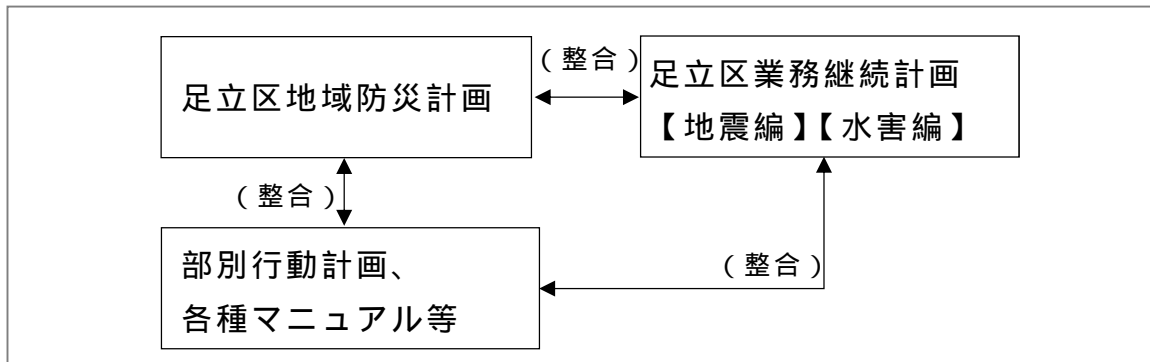 足立区地域防災計画
（整合）
足立区業務継続計画
【地震編】【水害編】
（整合）
部別行動計画、
各種マニュアル等
（整合）